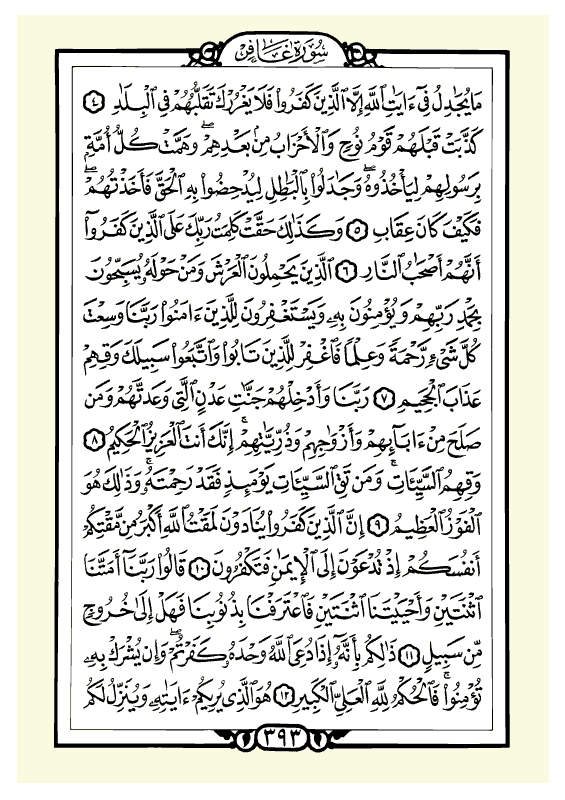 سُورَةُ غَافِرٍ
مَا يُجَٰدِلُ فِىٓ ءَايَٰتِ ٱللَّهِ إِلَّا ٱلَّذِينَ كَفَرُوا۟ فَلَا يَغْرُرْكَ تَقَلُّبُهُمْ فِى ٱلْبِلَٰدِ ٤
كَذَّبَتْ قَبْلَهُمْ قَوْمُ نُوحٍ وَٱلْأَحْزَابُ مِنۢ بَعْدِهِمْ ۖ وَهَمَّتْ كُلُّ أُمَّةٍۭ
بِرَسُولِهِمْ لِيَأْخُذُوهُ ۖ وَجَٰدَلُوا۟ بِٱلْبَٰطِلِ لِيُدْحِضُوا۟ بِهِ ٱلْحَقَّ فَأَخَذْتُهُمْ ۖ
فَكَيْفَ كَانَ عِقَابِ ٥ وَكَذَٰلِكَ حَقَّتْ كَلِمَتُ رَبِّكَ عَلَى ٱلَّذِينَ كَفَرُوٓا۟
أَنَّهُمْ أَصْحَٰبُ ٱلنَّارِ ٦ ٱلَّذِينَ يَحْمِلُونَ ٱلْعَرْشَ وَمَنْ حَوْلَهُۥ يُسَبِّحُونَ
بِحَمْدِ رَبِّهِمْ وَيُؤْمِنُونَ بِهِۦ وَيَسْتَغْفِرُونَ لِلَّذِينَ ءَامَنُوا۟ رَبَّنَا وَسِعْتَ
كُلَّ شَىْءٍ رَّحْمَةً وَعِلْمًا فَٱغْفِرْ لِلَّذِينَ تَابُوا۟ وَٱتَّبَعُوا۟ سَبِيلَكَ وَقِهِمْ
عَذَابَ ٱلْجَحِيمِ ٧ رَبَّنَا وَأَدْخِلْهُمْ جَنَّٰتِ عَدْنٍ ٱلَّتِى وَعَدتَّهُمْ وَمَن
صَلَحَ مِنْ ءَابَآئِهِمْ وَأَزْوَٰجِهِمْ وَذُرِّيَّٰتِهِمْ ۚ إِنَّكَ أَنتَ ٱلْعَزِيزُ ٱلْحَكِيمُ ٨
وَقِهِمُ ٱلسَّيِّـَٔاتِ ۚ وَمَن تَقِ ٱلسَّيِّـَٔاتِ يَوْمَئِذٍ فَقَدْ رَحِمْتَهُۥ ۚ وَذَٰلِكَ هُوَ
ٱلْفَوْزُ ٱلْعَظِيمُ ٩ إِنَّ ٱلَّذِينَ كَفَرُوا۟ يُنَادَوْنَ لَمَقْتُ ٱللَّهِ أَكْبَرُ مِن مَّقْتِكُمْ
أَنفُسَكُمْ إِذْ تُدْعَوْنَ إِلَى ٱلْإِيمَٰنِ فَتَكْفُرُونَ ١٠ قَالُوا۟ رَبَّنَآ أَمَتَّنَا
ٱثْنَتَيْنِ وَأَحْيَيْتَنَا ٱثْنَتَيْنِ فَٱعْتَرَفْنَا بِذُنُوبِنَا فَهَلْ إِلَىٰ خُرُوجٍ
مِّن سَبِيلٍ ١١ ذَٰلِكُم بِأَنَّهُۥٓ إِذَا دُعِىَ ٱللَّهُ وَحْدَهُۥ كَفَرْتُمْ ۖ وَإِن يُشْرَكْ بِهِۦ
تُؤْمِنُوا۟ ۚ فَٱلْحُكْمُ لِلَّهِ ٱلْعَلِىِّ ٱلْكَبِيرِ ١٢ هُوَ ٱلَّذِى يُرِيكُمْ ءَايَٰتِهِۦ وَيُنَزِّلُ لَكُم
٣٩٣